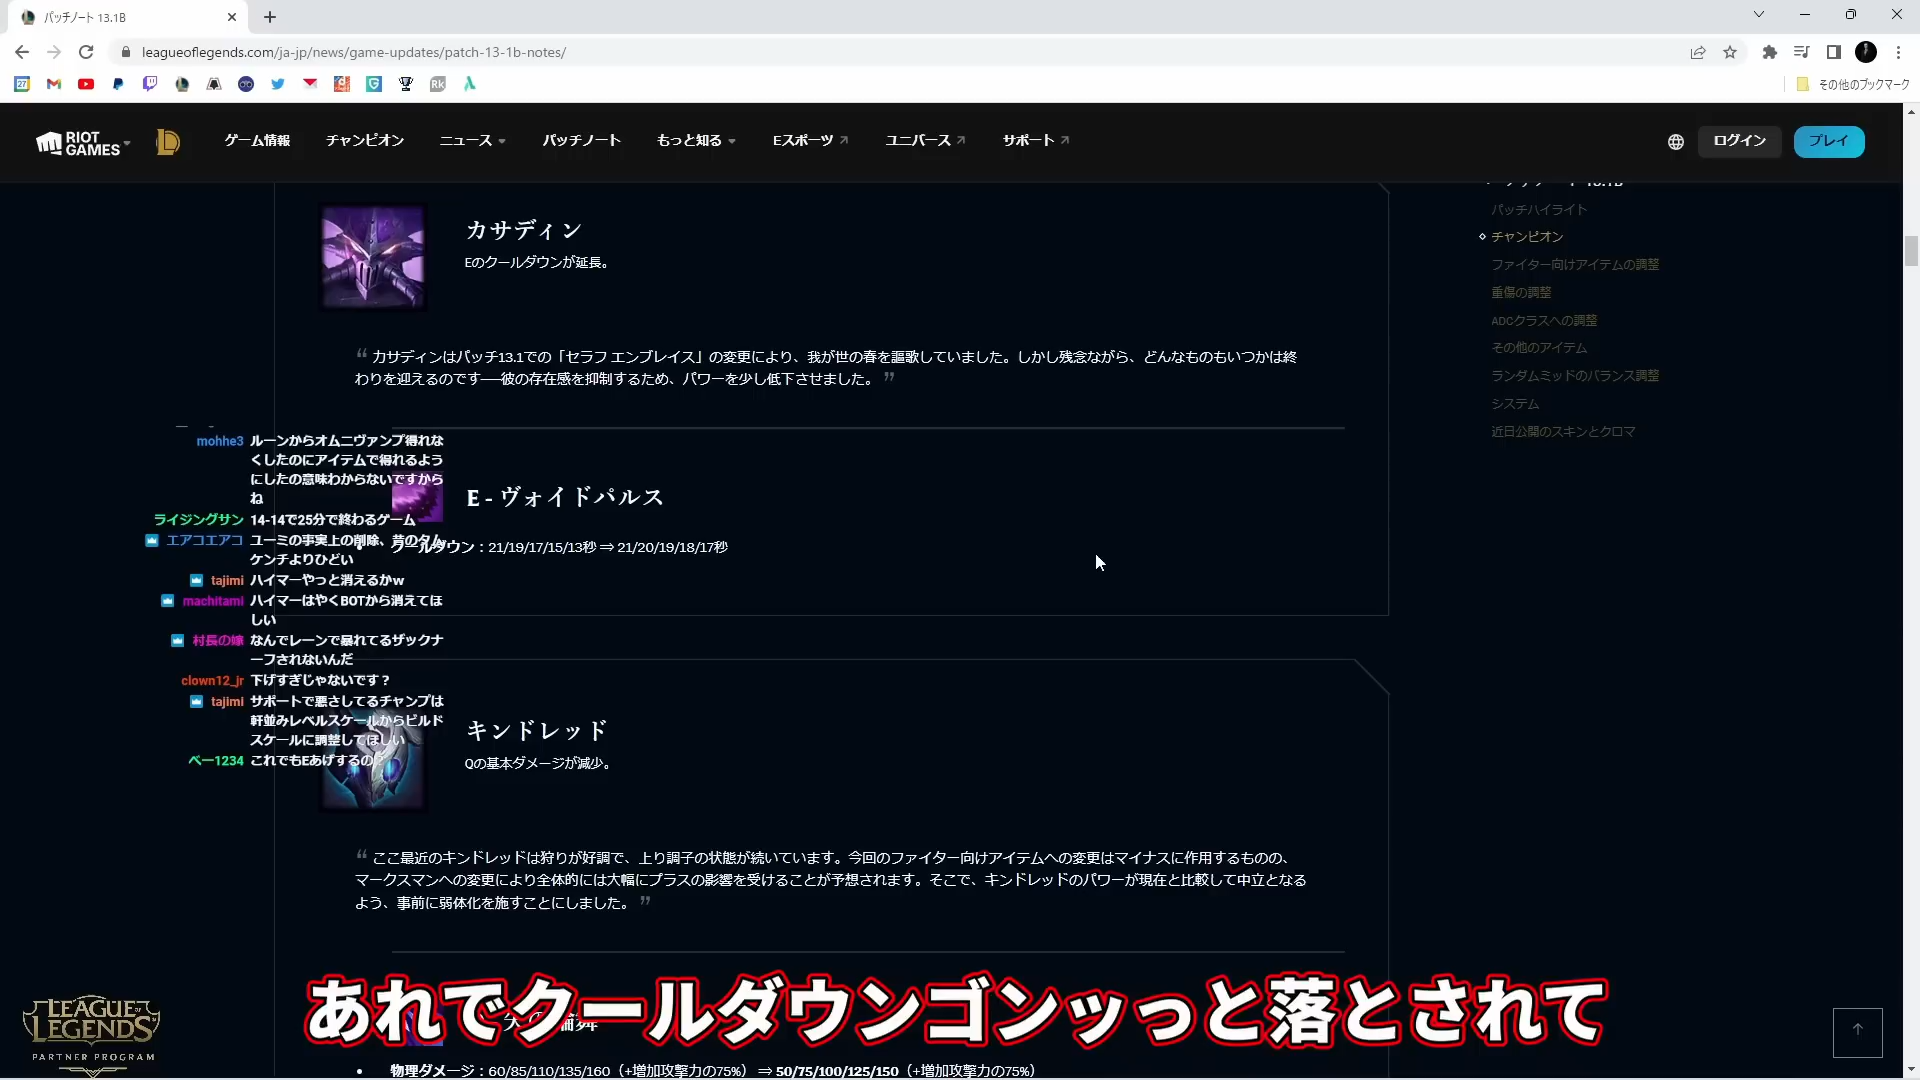 パッチノート 13.1B
leagueoflegends.com/ja-jp/news/game-updates/patch-13-1b-notes/
27
Rk
その他のブックマーク
RIOT GAMES
ゲーム情報
チャンピオン
ニュース
パッチノート
もっと知る
Eスポーツ
ユニバース
サポート
ログイン
プレイ
パッチハイライト
チャンピオン
ファイター向けアイテムの調整
重傷の調整
ADCクラスへの調整
その他のアイテム
ランダムミッドのバランス調整
システム
近日公開のスキンとクロマ
カサディン
Eのクールダウンが延長。
“ カサディンはパッチ13.1での「セラフ エンブレイス」の変更により、我が世の春を謳歌していました。しかし残念ながら、どんなものもいつかは終
わりを迎えるのです──彼の存在感を抑制するため、パワーを少し低下させました。 ”
E - ヴォイドパルス
クールダウン：21/19/17/15/13秒 ⇒ 21/20/19/18/17秒
mohhe3 ルーンからオムニヴァンプ得れな
くしたのにアイテムで得れるよう
にしたの意味わからないですから
ね
ライジングサン 14-14で25分で終わるゲーム
エアコエアコ ユーミの事実上の削除、昔のタム
ケンチよりひどい
tajimi ハイマーやっと消えるかw
machitami ハイマーはやくBOTから消えてほ
しい
村長の嫁 なんでレーンで暴れてるザックナ
ーフされないんだ
clown12_jr 下げすぎじゃないです？
tajimi サポートで悪さしてるチャンプは
軒並みレベルスケールからビルド
スケールに調整してほしい
べー1234 これでもEあげするの？
キンドレッド
Qの基本ダメージが減少。
“ ここ最近のキンドレッドは狩りが好調で、上り調子の状態が続いています。今回のファイター向けアイテムへの変更はマイナスに作用するものの、
マークスマンへの変更により全体的には大幅にプラスの影響を受けることが予想されます。そこで、キンドレッドのパワーが現在と比較して中立となる
よう、事前に弱体化を施すことにしました。 ”
あれでクールダウンゴンッっと落とされて
物理ダメージ：60/85/110/135/160（+増加攻撃力の75%） ⇒ 50/75/100/125/150（+増加攻撃力の75%）
LEAGUE OF
LEGENDS
PARTNER PROGRAM